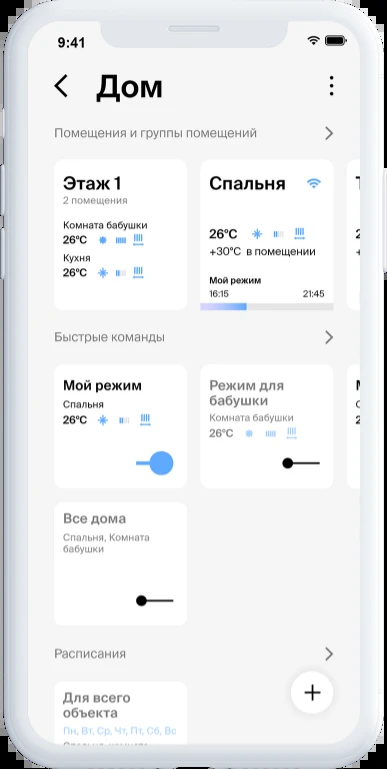 9:41
Дом
Помещения и группы помещений
Этаж 1
2 помещения
Комната бабушки
26°C
Кухня
26°C
Спальня
26°C
+30°C в помещении
Мой режим
16:15 21:45
Быстрые команды
Мой режим
Спальня
26°C
Режим для
бабушки
Комната бабушки
26°C
Все дома
Спальня, Комната
бабушки
Расписания
Для всего
объекта
Пн, Вт, Ср, Чт, Пт, Сб, Вс